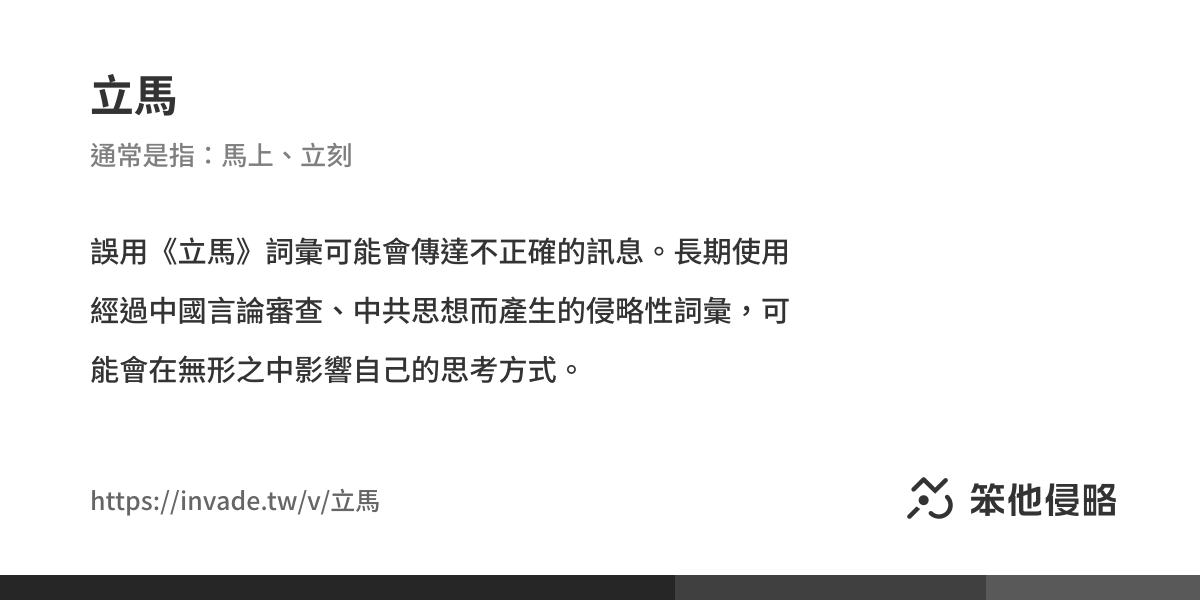 立馬
通常是指：馬上、立刻
誤用《立馬》詞彙可能會傳達不正確的訊息。長期使用
經過中國言論審查、中共思想而產生的侵略性詞彙，可
能會在無形之中影響自己的思考方式。
https://invade.tw/v/立馬
笨他侵略